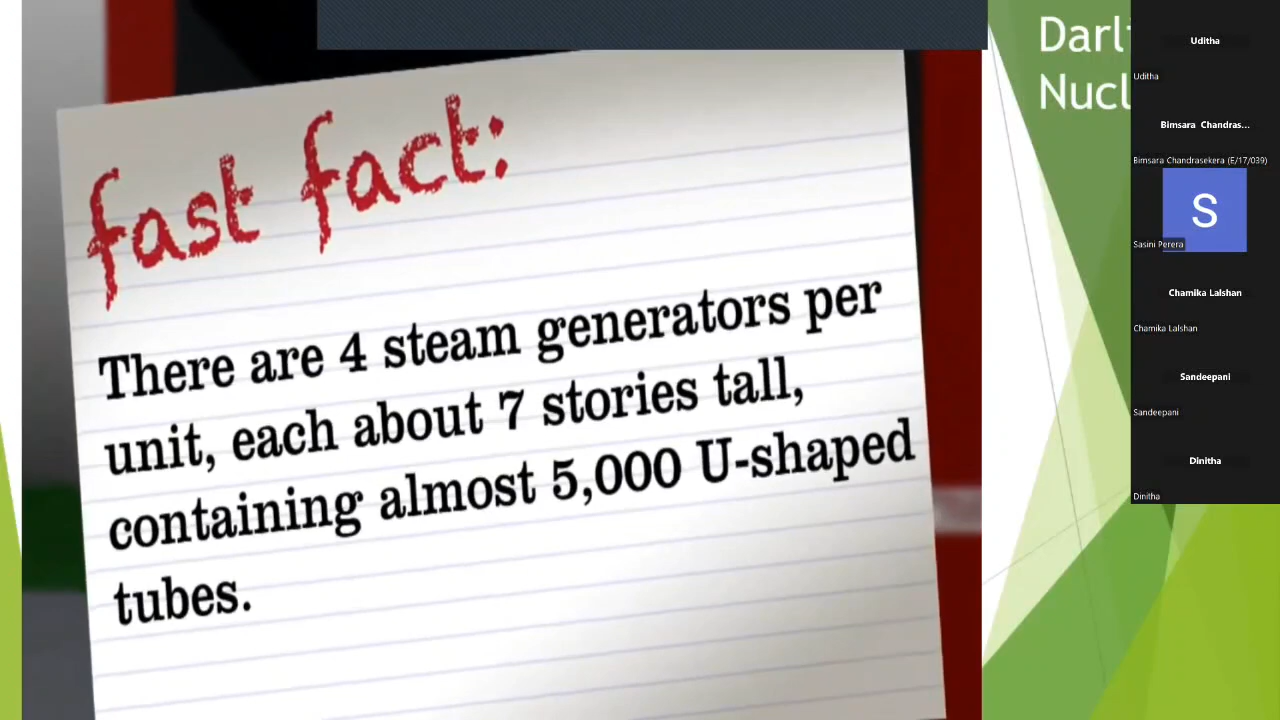 fast fact:
There are 4 steam generators per
unit, each about 7 stories tall,
containing almost 5,000 U-shaped
tubes.
Uditha
Uditha
Bimsara Chandras...
Bimsara Chandrasekera (E/17/039)
S
Sasini Perera
Chamika Lalshan
Chamika Lalshan
Sandeepani
Sandeepani
Dinitha
Dinitha